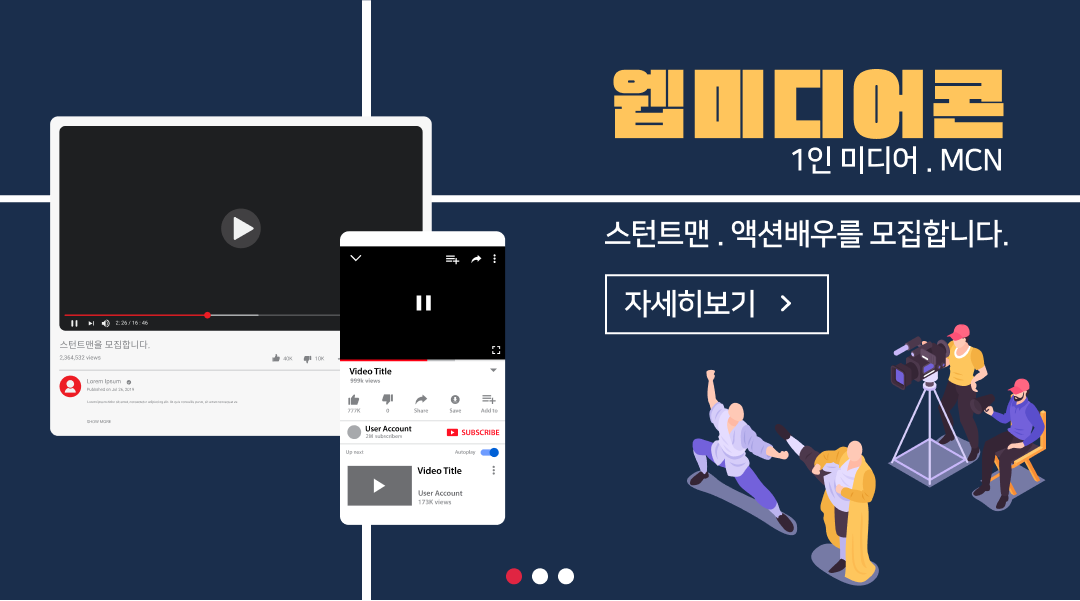 웹미디어콘
1인 미디어 . MCN
스턴트맨 . 액션배우를 모집합니다.
자세히보기
2:26 / 16:46
스턴트맨을 모집합니다.
2,364,532 views
40K
10K
Lorem Ipsum
Published on Jul 26, 2019
SHOW MORE
Video Title
999k views
777K
0
Share
Save
Add to
User Account
2M subscribers
SUBSCRIBE
Up next
Autoplay
Video Title
User Account
173K views